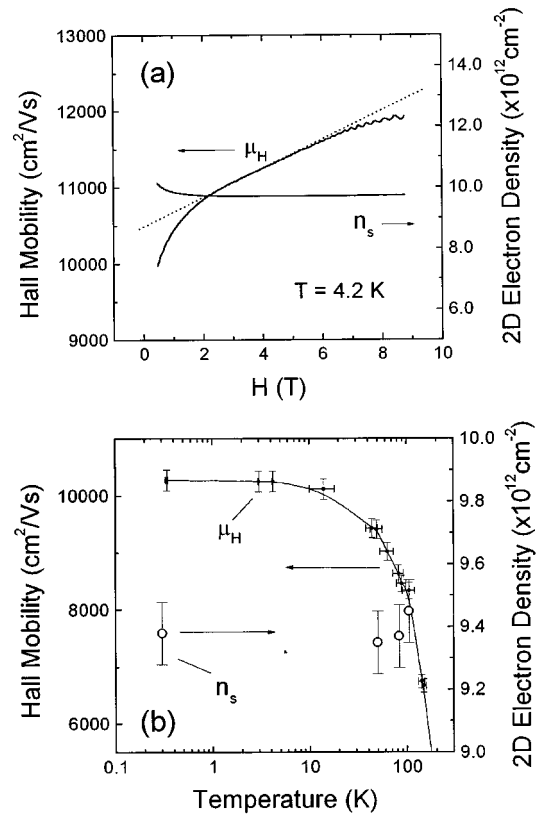 (a)
13000
12000
11000
10000
9000
Hall Mobility (cm²/Vs)
14.0
12.0
10.0
8.0
6.0
2D Electron Density (x10¹²cm⁻²)
μH
nₛ
T = 4.2 K
0 2 4 6 8 10
H (T)
(b)
10000
8000
6000
Hall Mobility (cm²/Vs)
10.0
9.8
9.6
9.4
9.2
9.0
2D Electron Density (x10¹²cm⁻²)
μH
nₛ
0.1 1 10 100
Temperature (K)